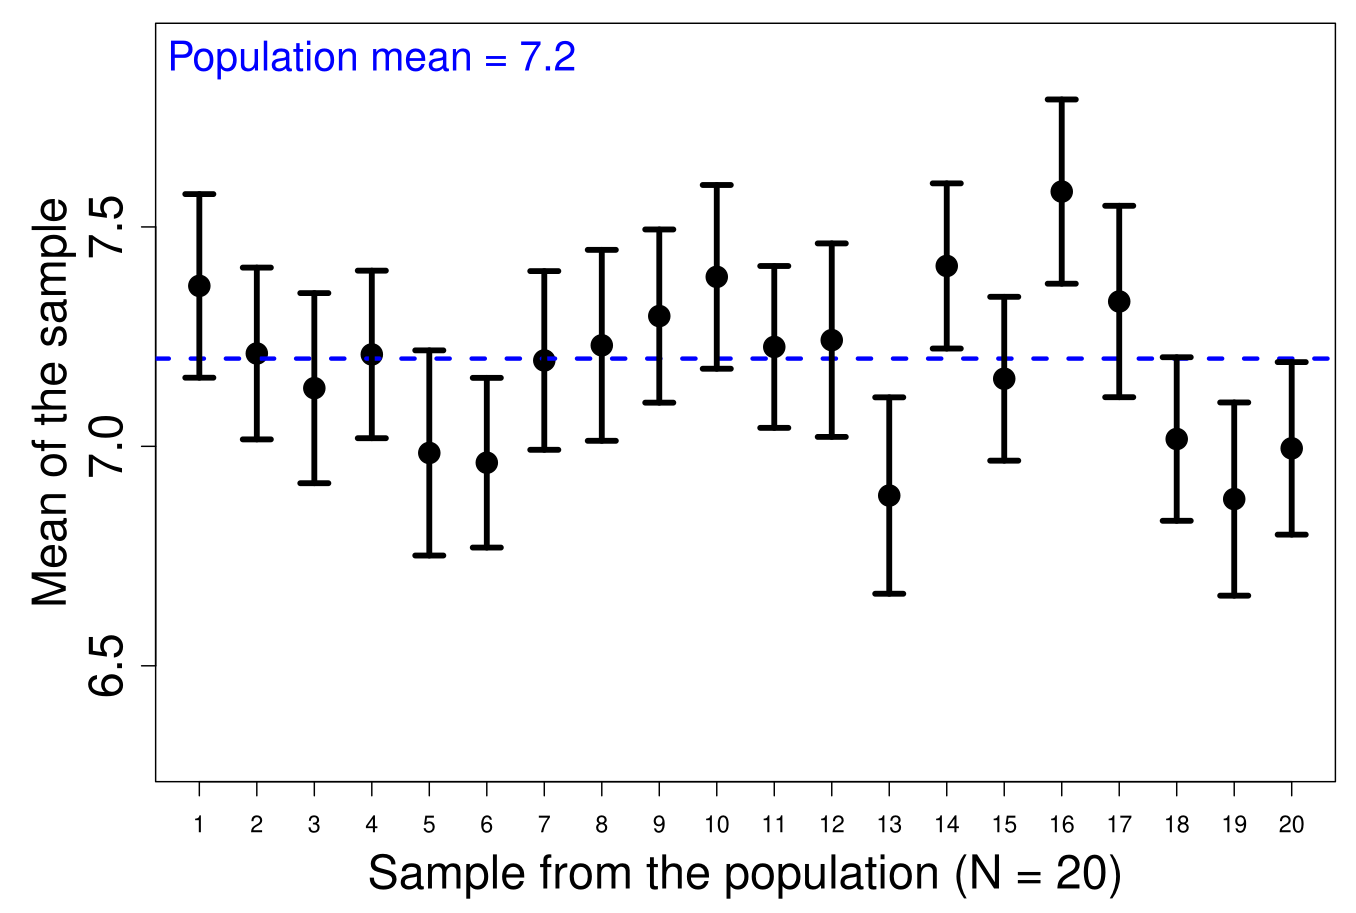 Population mean = 7.2
Mean of the sample
7.5
7.0
6.5
1 2 3 4 5 6 7 8 9 10 11 12 13 14 15 16 17 18 19 20
Sample from the population (N = 20)